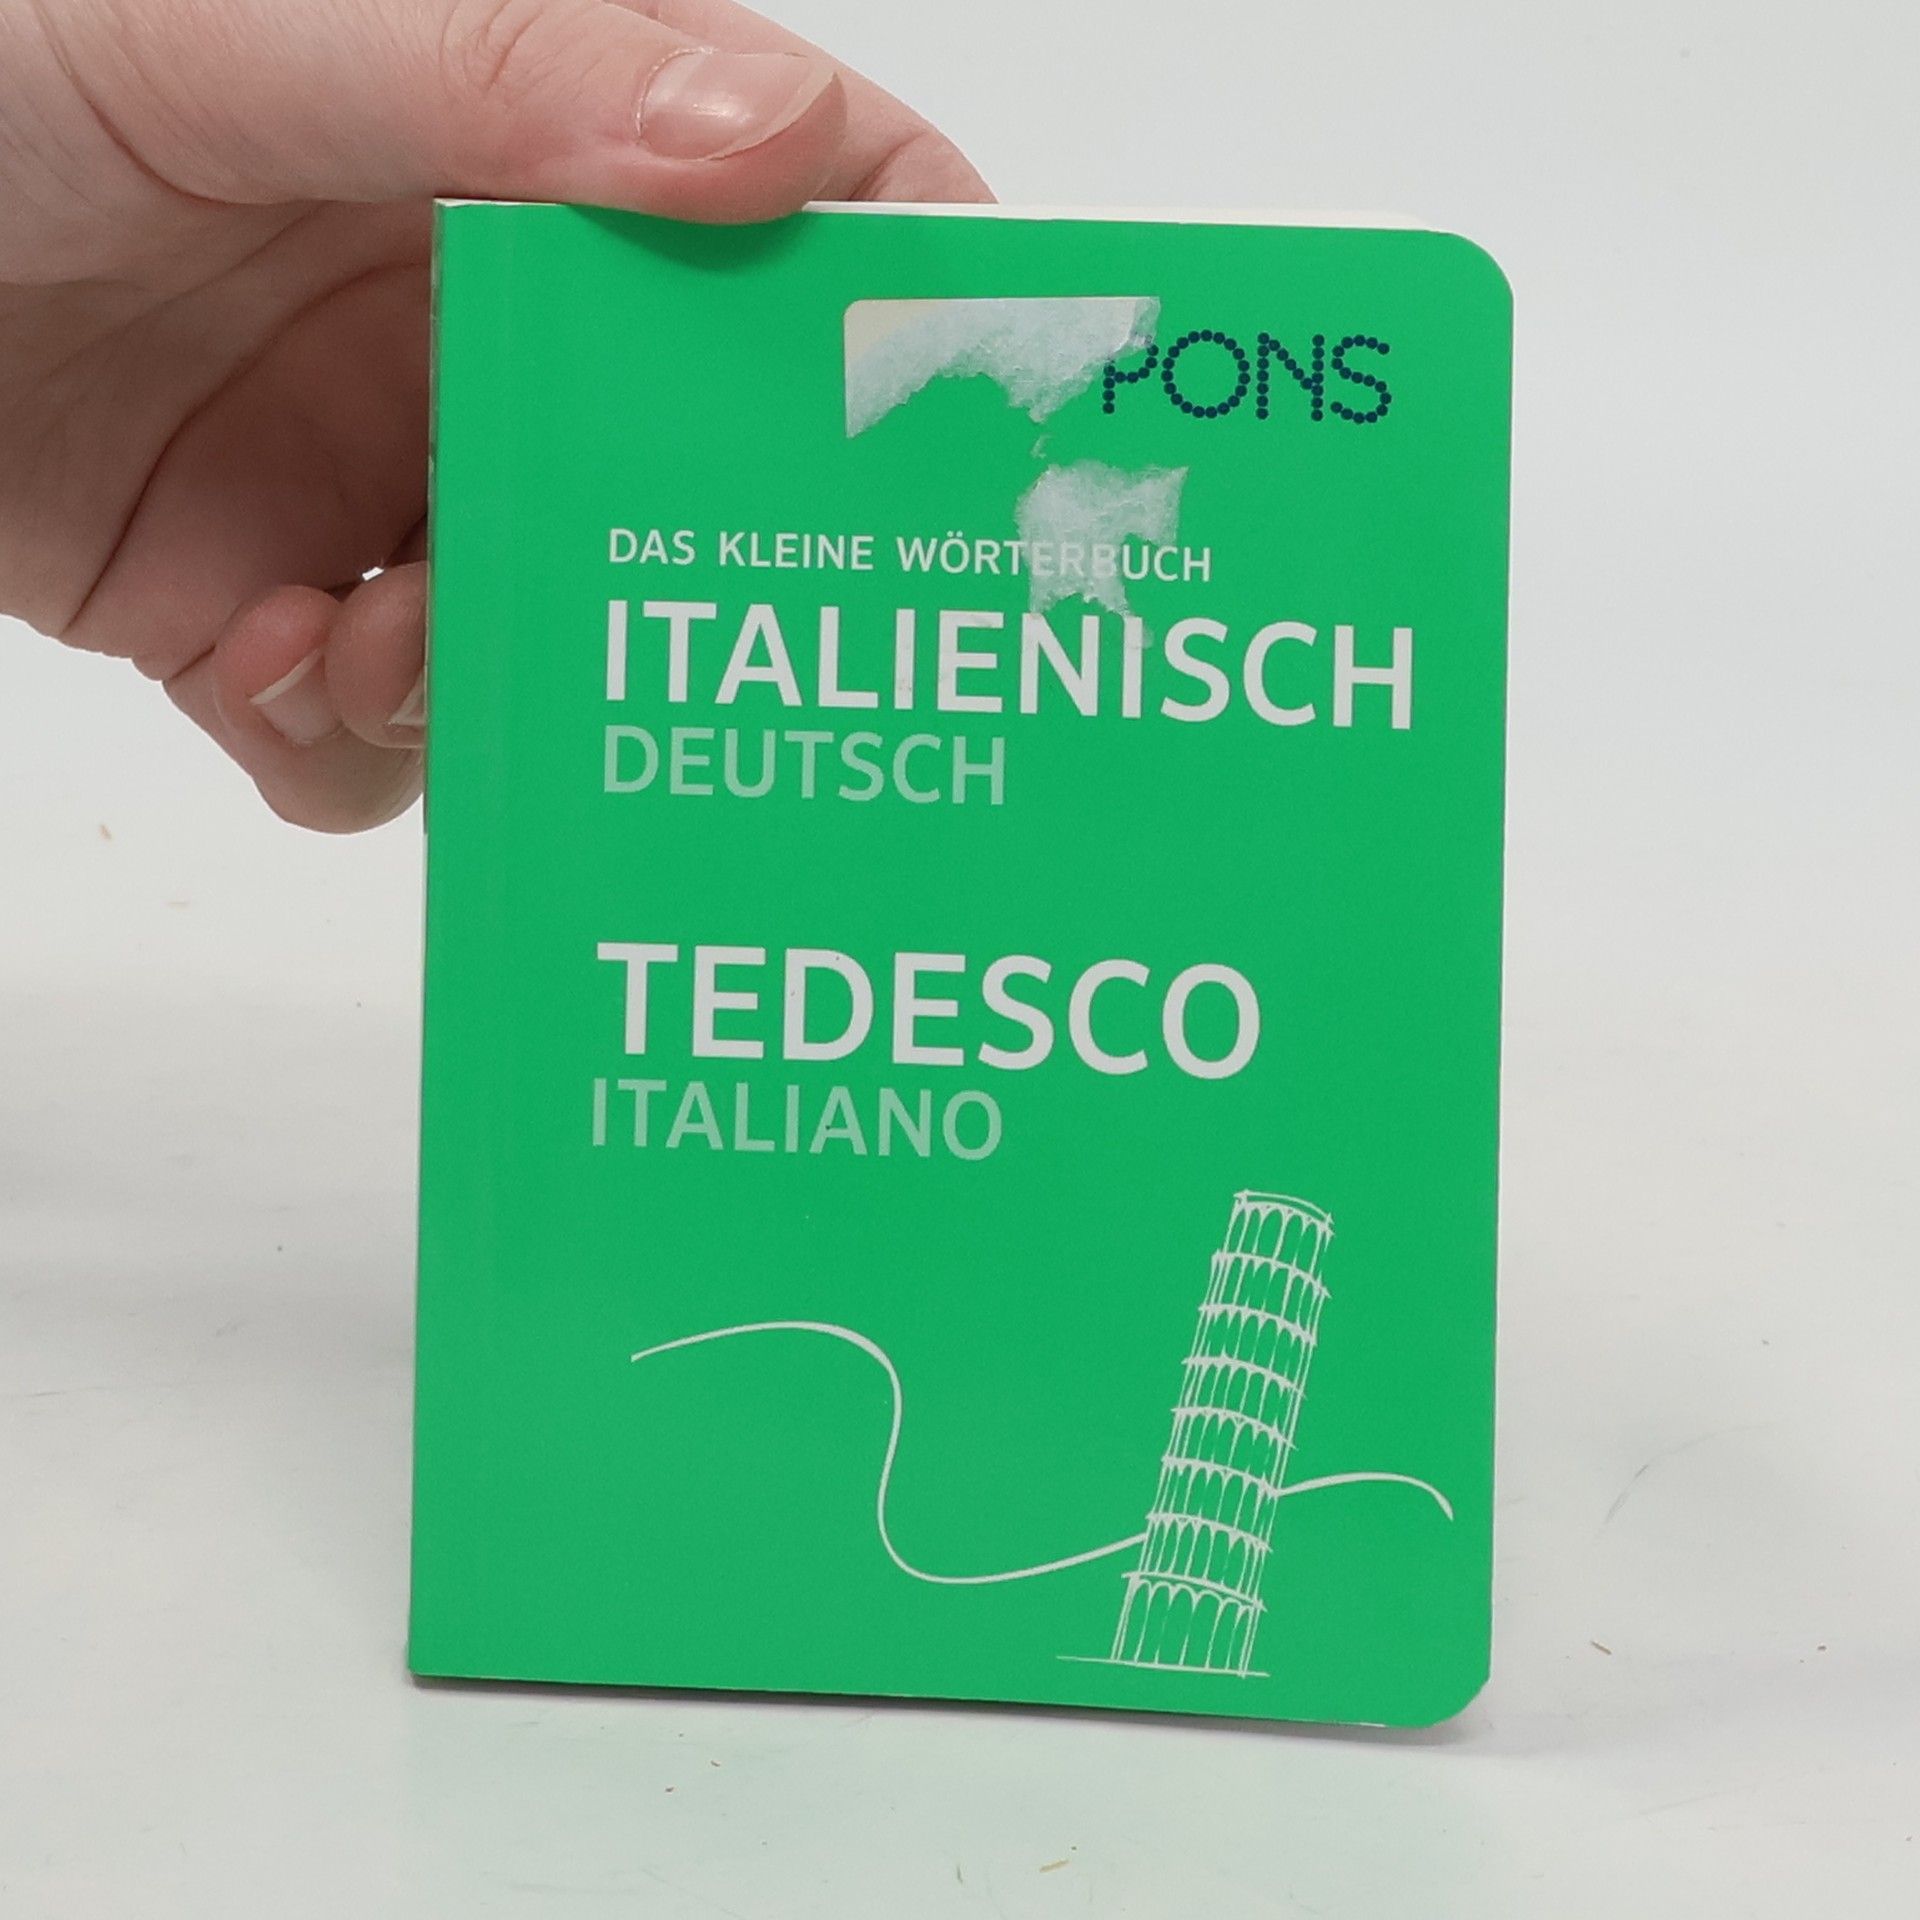 PONS
DAS KLEINE WÖRTERBUCH
ITALIENISCH
DEUTSCH
TEDESCO
ITALIANO